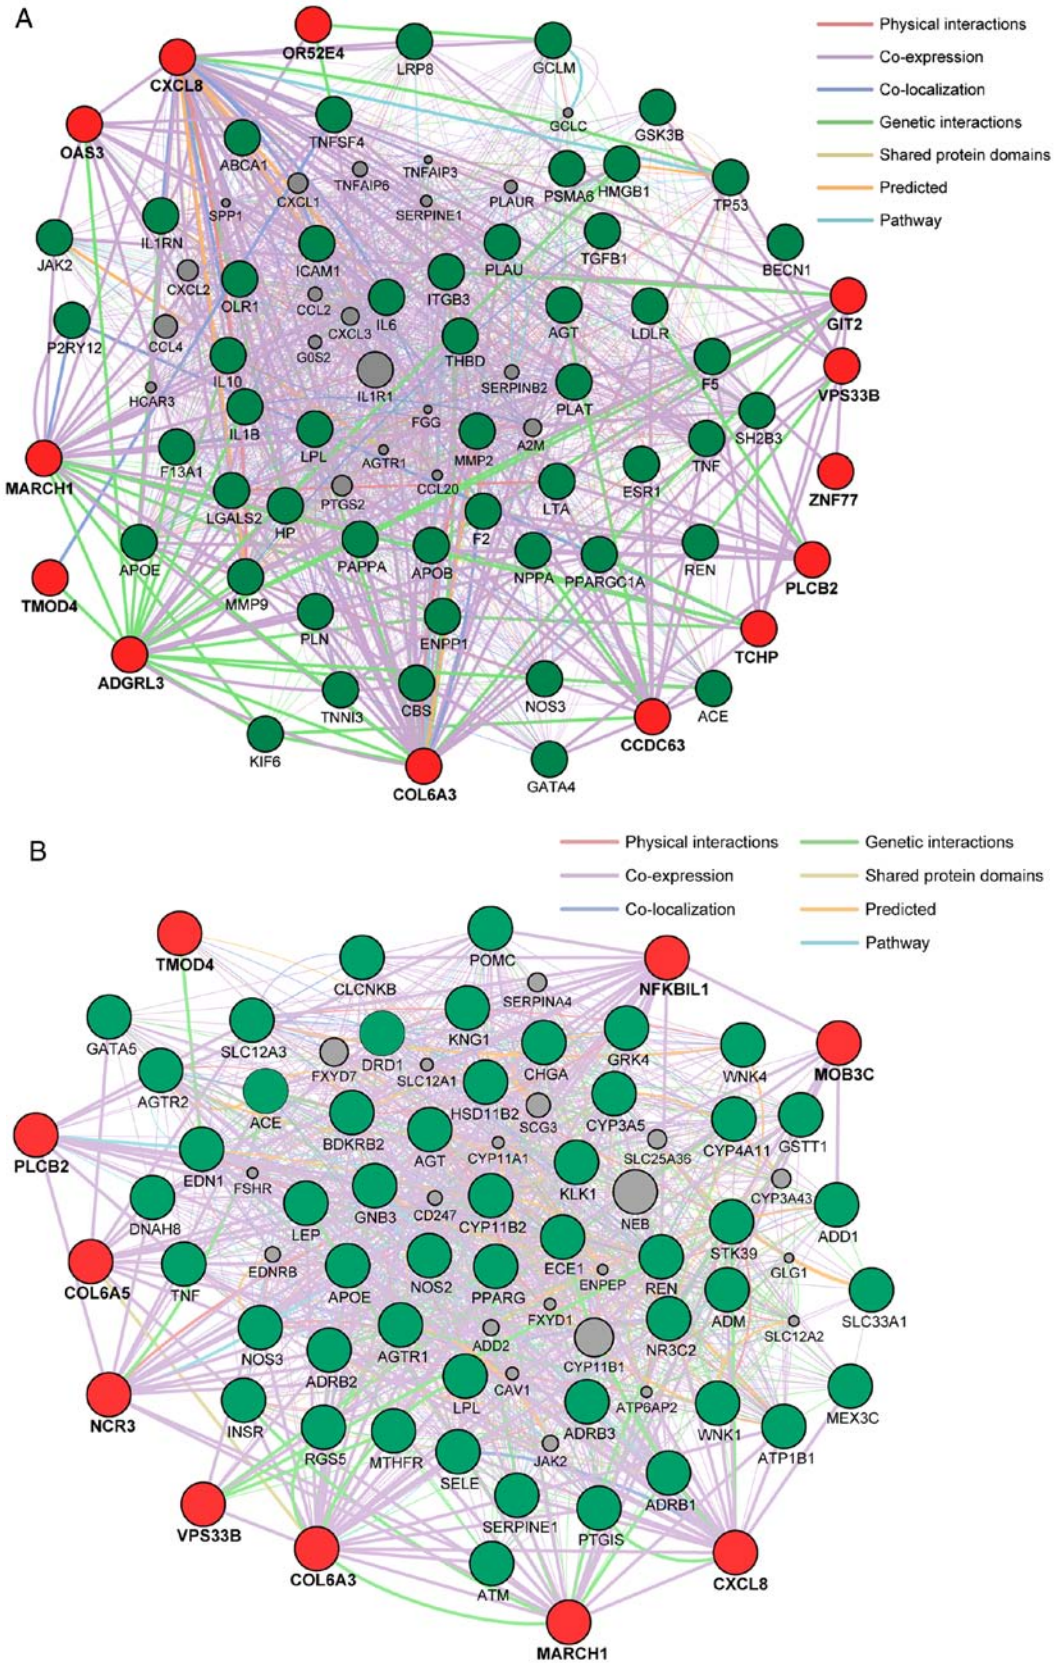 A
Physical interactions
Co-expression
Co-localization
Genetic interactions
Shared protein domains
Predicted
Pathway
OR52E4
LRP8
GCLM
CXCL8
GCLC
GSK3B
OAS3
ABCA1
TNFSF4
TNFAIP3
TNFAIP6
CXCL1
PLAUR
PSMA6
HMGB1
TP53
SPP1
SERPINE1
IL1RN
JAK2
ICAM1
PLAU
TGFB1
BECN1
CXCL2
OLR1
CCL2
IL6
ITGB3
AGT
LDLR
GIT2
P2RY12
CCL4
CXCL3
G0S2
THBD
IL10
IL1R1
SERPINB2
F5
VPS33B
HCAR3
IL1B
FGG
PLAT
SH2B3
F13A1
LPL
AGTR1
MMP2
A2M
TNF
MARCH1
CCL20
ESR1
ZNF77
LGALS2
HP
PTGS2
LTA
F2
APOE
PAPPA
APOB
NPPA
PPARGC1A
REN
PLCB2
TMOD4
MMP9
PLN
ENPP1
TCHP
ADGRL3
TNNI3
CBS
NOS3
ACE
CCDC63
KIF6
GATA4
COL6A3
B
Physical interactions
Genetic interactions
Co-expression
Shared protein domains
Co-localization
Predicted
Pathway
TMOD4
CLCNKB
POMC
SERPINA4
NFKBIL1
GATA5
SLC12A3
KNG1
DRD1
FXYD7
SLC12A1
CHGA
GRK4
WNK4
MOB3C
AGTR2
ACE
BDKRB2
HSD11B2
SCG3
CYP3A5
CYP4A11
GSTT1
AGT
CYP11A1
SLC25A36
PLCB2
EDN1
FSHR
KLK1
CYP3A43
DNAH8
LEP
GNB3
CD247
CYP11B2
NEB
ADD1
STK39
COL6A5
TNF
EDNRB
APOE
NOS2
PPARG
ECE1
ENPEP
REN
GLG1
ADM
SLC33A1
FXYD1
NOS3
ADRB2
AGTR1
ADD2
CYP11B1
NR3C2
SLC12A2
NCR3
INSR
LPL
CAV1
ADRB3
ATP6AP2
WNK1
MEX3C
RGS5
MTHFR
SELE
JAK2
ATP1B1
ADRB1
VPS33B
SERPINE1
PTGIS
COL6A3
ATM
CXCL8
MARCH1